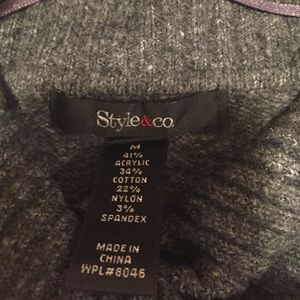 Style&co.
M
41%
ACRYLIC
34%
COTTON
22%
NYLON
3%
SPANDEX
MADE IN
CHINA
WPL#8046